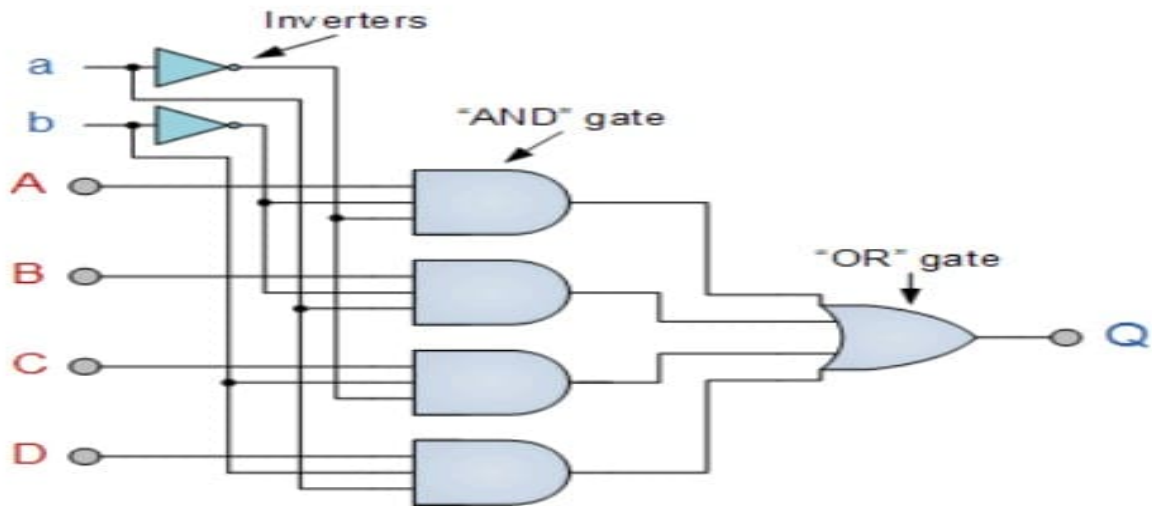 Inverters
a
b
"AND" gate
A
B
"OR" gate
C
Q
D